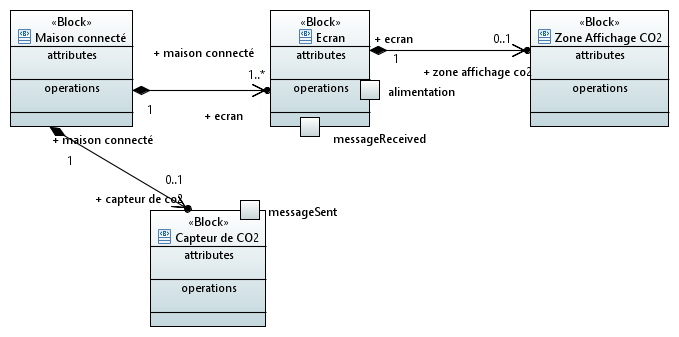 «Block»
Maison connecté
attributes
operations
+ maison connecté
1..*
1
+ ecran
«Block»
Ecran
attributes
operations
+ ecran
0..1
1
+ zone affichage co2
alimentation
messageReceived
«Block»
Zone Affichage CO2
attributes
operations
+ maison connecté
1
0..1
+ capteur de co2
messageSent
«Block»
Capteur de CO2
attributes
operations